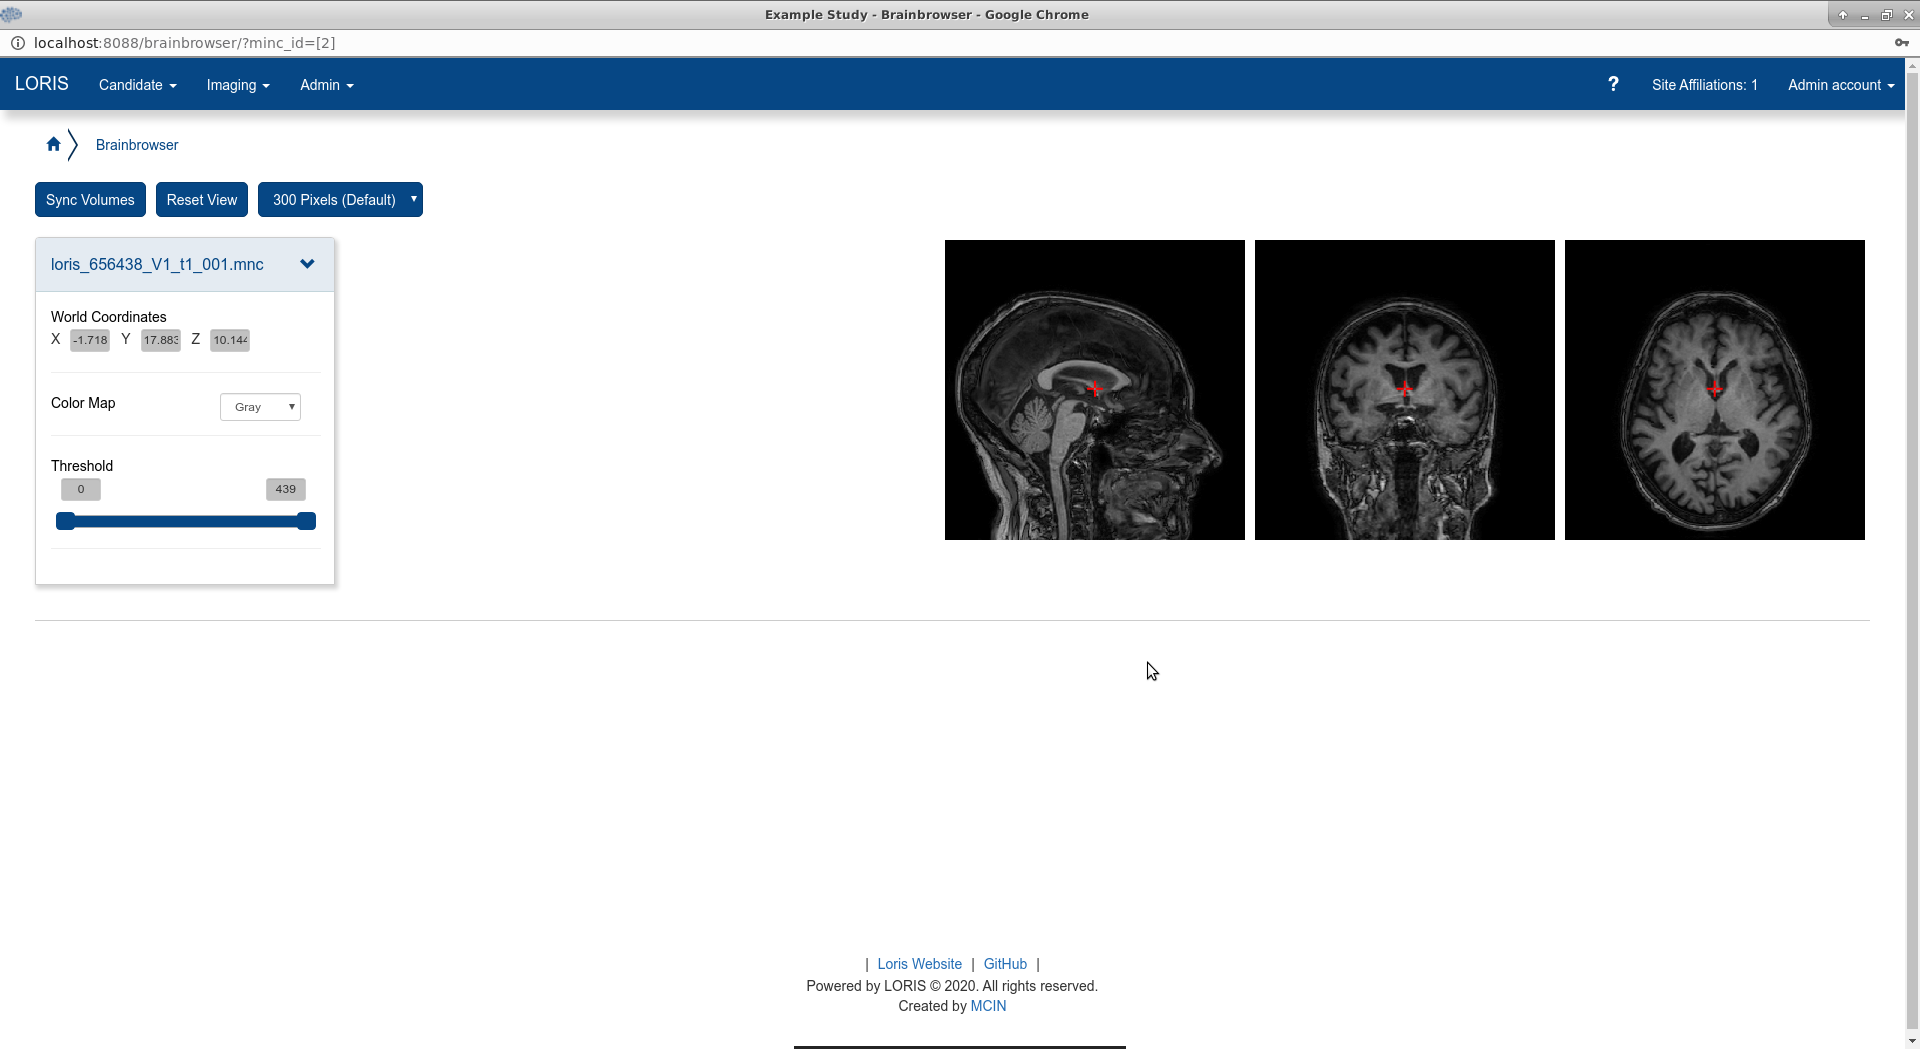 Example Study - Brainbrowser - Google Chrome
localhost:8088/brainbrowser/?minc_id=[2]
LORIS Candidate Imaging Admin ? Site Affiliations: 1 Admin account
Brainbrowser
Sync Volumes Reset View 300 Pixels (Default)
loris_656438_V1_t1_001.mnc
World Coordinates
X -1.718 Y 17.883 Z 10.144
Color Map Gray
Threshold
0 439
| Loris Website | GitHub |
Powered by LORIS © 2020. All rights reserved.
Created by MCIN